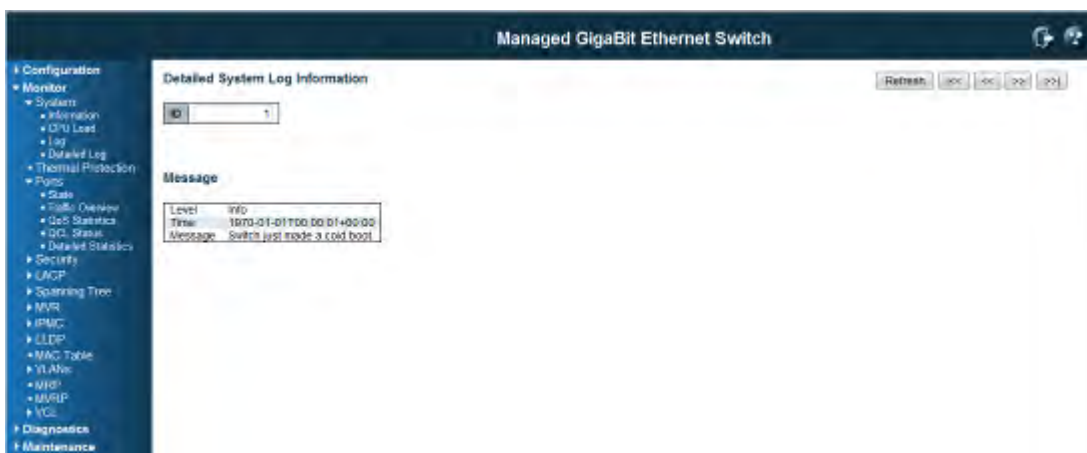 Managed GigaBit Ethernet Switch
Configuration
Monitor
System
Information
CPU Load
Log
Detailed Log
Thermal Protection
Ports
State
Traffic Overview
QoS Statistics
QCL Status
Detailed Statistics
Security
LACP
Spanning Tree
MVR
IPMC
LLDP
MAC Table
VLANs
MRP
MVRP
VCL
Diagnostics
Maintenance
Detailed System Log Information
Refresh |<< << >> >>|
ID 1
Message
Level Info
Time 1970-01-01T00:00:01+00:00
Message Switch just made a cold boot